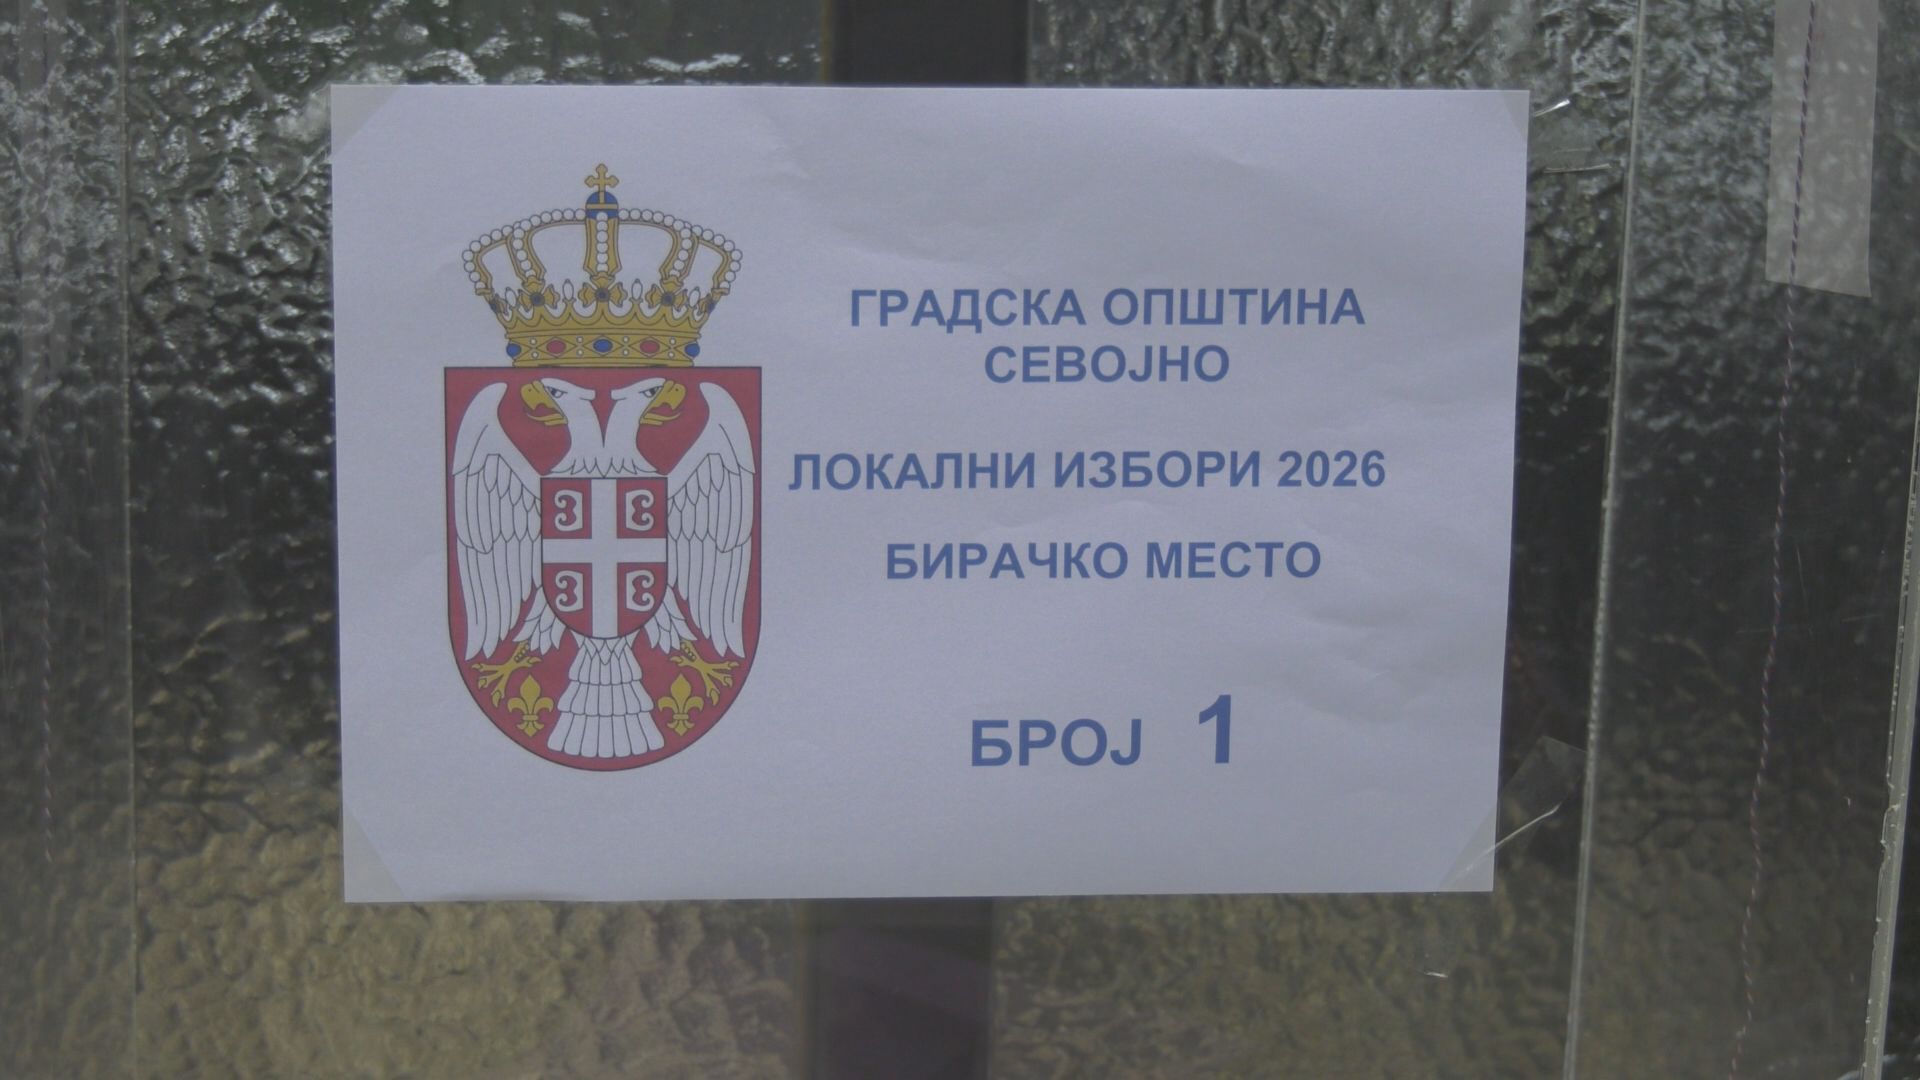 ГРАДСКА ОПШТИНА
СЕВОЈНО
ЛОКАЛНИ ИЗБОРИ 2026
БИРАЧКО МЕСТО
БРОЈ 1